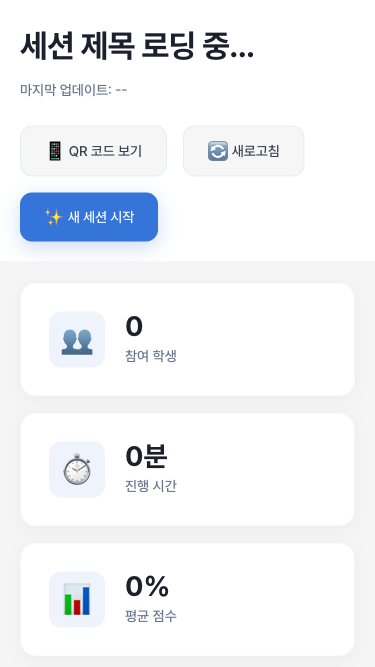 세션 제목 로딩 중...
마지막 업데이트: --
📱 QR 코드 보기
🔄 새로고침
✨ 새 세션 시작
0
참여 학생
0분
진행 시간
0%
평균 점수